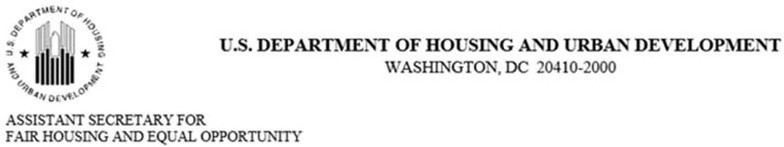 U.S. DEPARTMENT OF HOUSING
AND URBAN DEVELOPMENT
U.S. DEPARTMENT OF HOUSING AND URBAN DEVELOPMENT
WASHINGTON, DC 20410-2000
ASSISTANT SECRETARY FOR
FAIR HOUSING AND EQUAL OPPORTUNITY